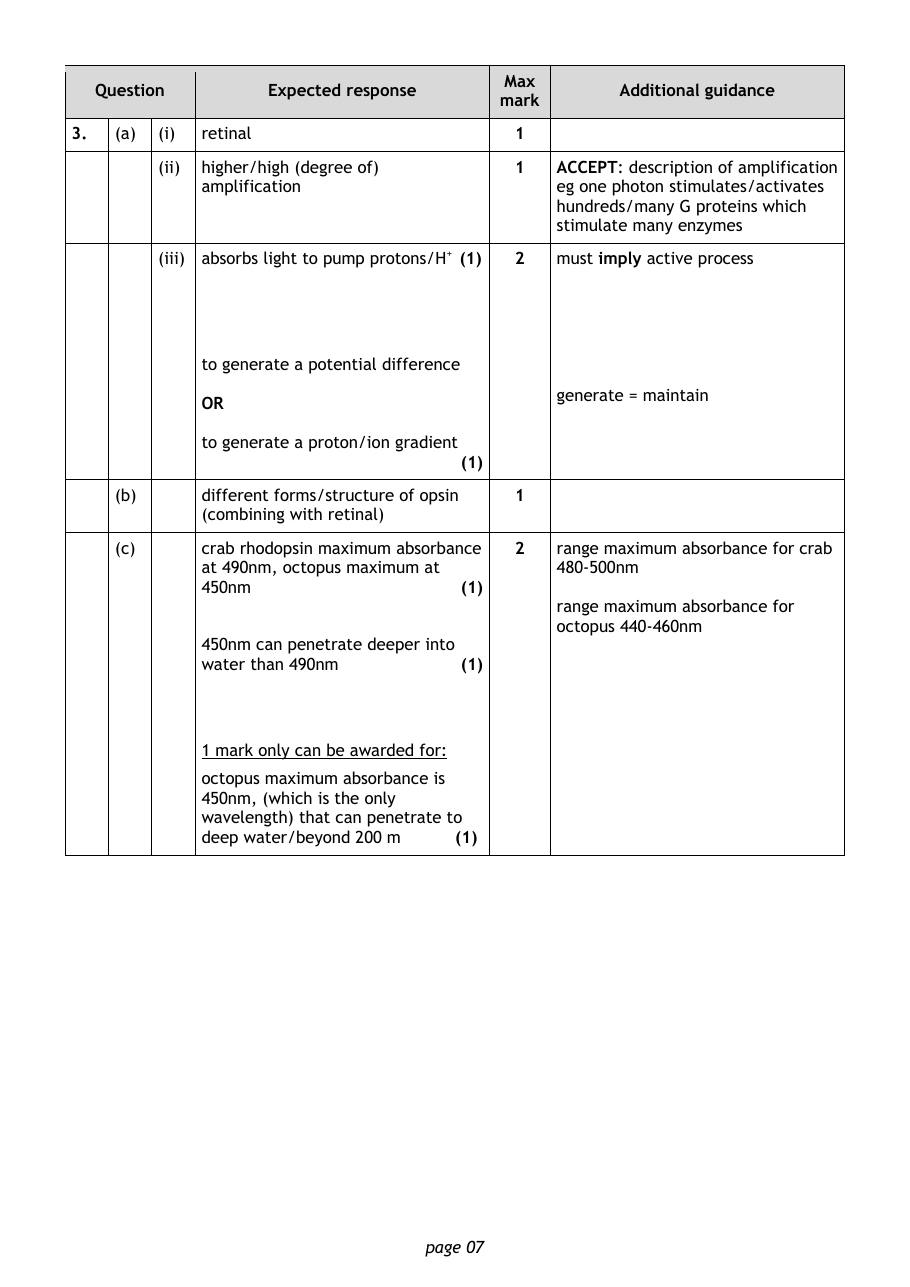 Question Expected response Max mark Additional guidance
3. (a) (i) retinal 1
(ii) higher/high (degree of)
amplification
1
ACCEPT: description of amplification
eg one photon stimulates/activates
hundreds/many G proteins which
stimulate many enzymes
(iii) absorbs light to pump protons/H⁺ (1)
to generate a potential difference
OR
to generate a proton/ion gradient
(1)
2
must imply active process
generate = maintain
(b) different forms/structure of opsin
(combining with retinal)
1
(c) crab rhodopsin maximum absorbance
at 490nm, octopus maximum at
450nm (1)
450nm can penetrate deeper into
water than 490nm (1)
1 mark only can be awarded for:
octopus maximum absorbance is
450nm, (which is the only
wavelength) that can penetrate to
deep water/beyond 200 m (1)
2
range maximum absorbance for crab
480-500nm
range maximum absorbance for
octopus 440-460nm
page 07